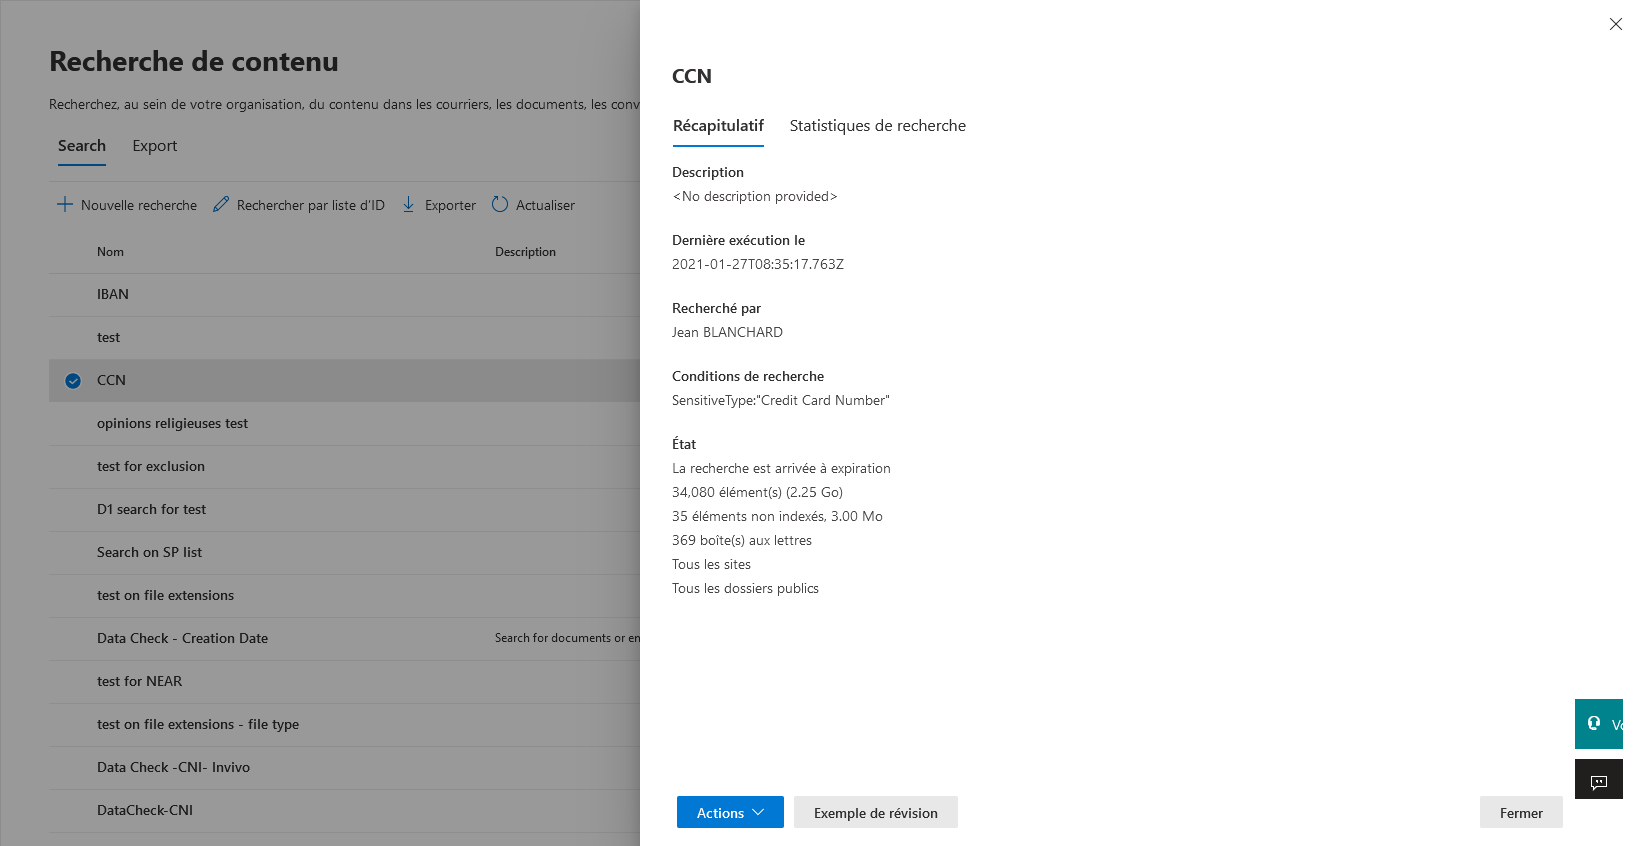 Recherche de contenu
Recherchez, au sein de votre organisation, du contenu dans les courriers, les documents, les conv
Search
Export
Nouvelle recherche
Rechercher par liste d'ID
Exporter
Actualiser
Nom
Description
IBAN
test
CCN
opinions religieuses test
test for exclusion
D1 search for test
Search on SP list
test on file extensions
Data Check - Creation Date
Search for documents or en
test for NEAR
test on file extensions - file type
Data Check -CNI- Invivo
DataCheck-CNI
CCN
Récapitulatif
Statistiques de recherche
Description
<No description provided>
Dernière exécution le
2021-01-27T08:35:17.763Z
Recherché par
Jean BLANCHARD
Conditions de recherche
SensitiveType:"Credit Card Number"
État
La recherche est arrivée à expiration
34,080 élément(s) (2.25 Go)
35 éléments non indexés, 3.00 Mo
369 boîte(s) aux lettres
Tous les sites
Tous les dossiers publics
Actions
Exemple de révision
Fermer